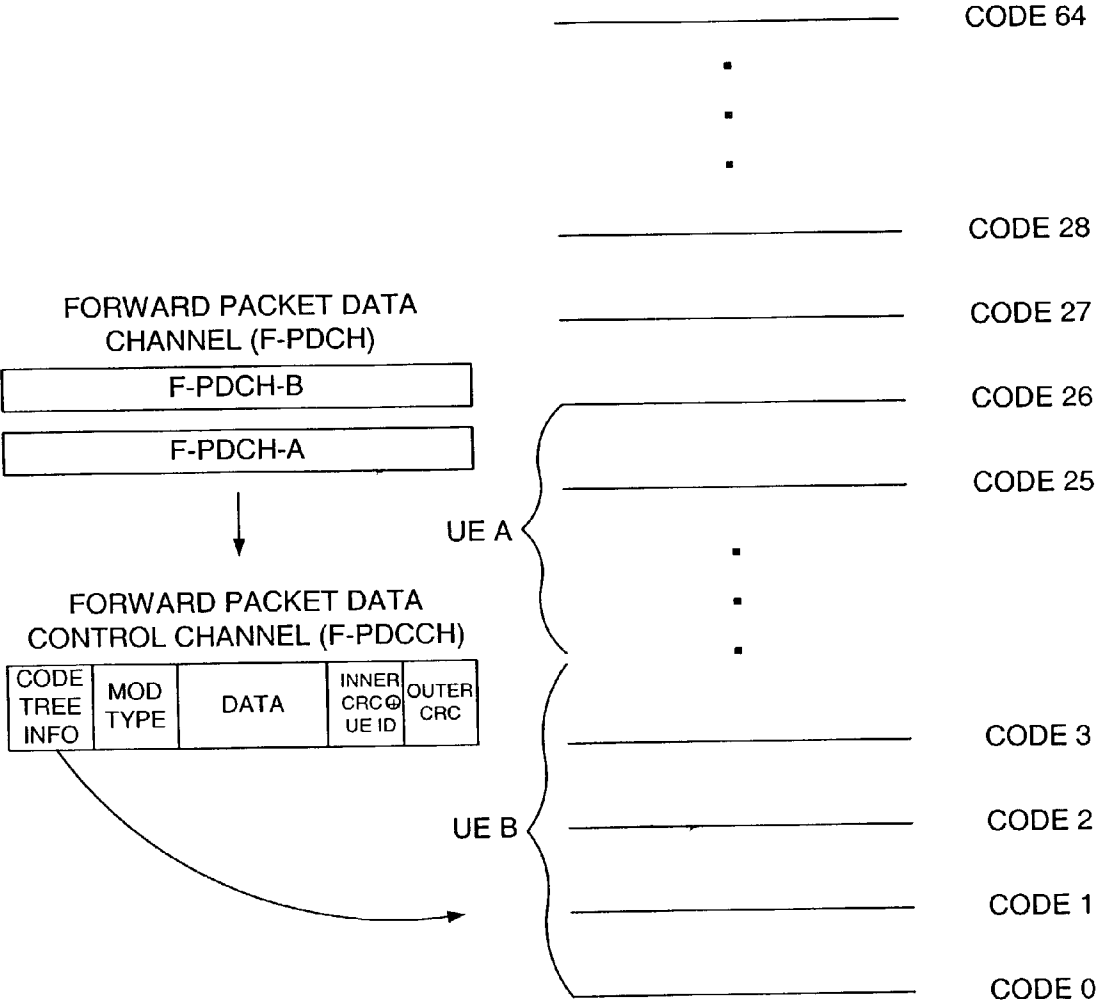 CODE 64
CODE 28
CODE 27
CODE 26
CODE 25
FORWARD PACKET DATA
CHANNEL (F-PDCH)
F-PDCH-B
F-PDCH-A
UE A
FORWARD PACKET DATA
CONTROL CHANNEL (F-PDCCH)
CODE
TREE
INFO
MOD
TYPE
DATA
INNER
CRC⊕
UE ID
OUTER
CRC
UE B
CODE 3
CODE 2
CODE 1
CODE 0